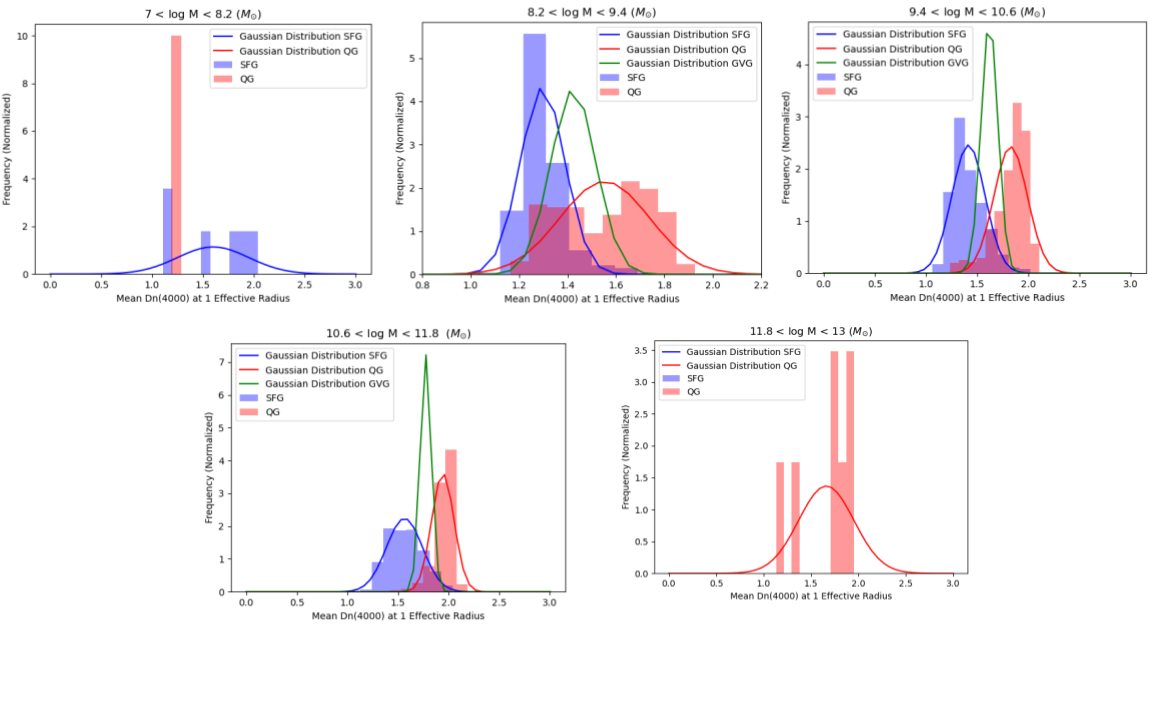 7 < log M < 8.2 (M⊙)
Gaussian Distribution SFG
Gaussian Distribution QG
SFG
QG
Frequency (Normalized)
10
8
6
4
2
0
0.0 0.5 1.0 1.5 2.0 2.5 3.0
Mean Dn(4000) at 1 Effective Radius
8.2 < log M < 9.4 (M⊙)
Gaussian Distribution SFG
Gaussian Distribution QG
Gaussian Distribution GVG
SFG
QG
Frequency (Normalized)
5
4
3
2
1
0
0.8 1.0 1.2 1.4 1.6 1.8 2.0 2.2
Mean Dn(4000) at 1 Effective Radius
9.4 < log M < 10.6 (M⊙)
Gaussian Distribution SFG
Gaussian Distribution QG
Gaussian Distribution GVG
SFG
QG
Frequency (Normalized)
4
3
2
1
0
0.0 0.5 1.0 1.5 2.0 2.5 3.0
Mean Dn(4000) at 1 Effective Radius
10.6 < log M < 11.8 (M⊙)
Gaussian Distribution SFG
Gaussian Distribution QG
Gaussian Distribution GVG
SFG
QG
Frequency (Normalized)
7
6
5
4
3
2
1
0
0.0 0.5 1.0 1.5 2.0 2.5 3.0
Mean Dn(4000) at 1 Effective Radius
11.8 < log M < 13 (M⊙)
Gaussian Distribution SFG
Gaussian Distribution QG
SFG
QG
Frequency (Normalized)
3.5
3.0
2.5
2.0
1.5
1.0
0.5
0.0
0.0 0.5 1.0 1.5 2.0 2.5 3.0
Mean Dn(4000) at 1 Effective Radius